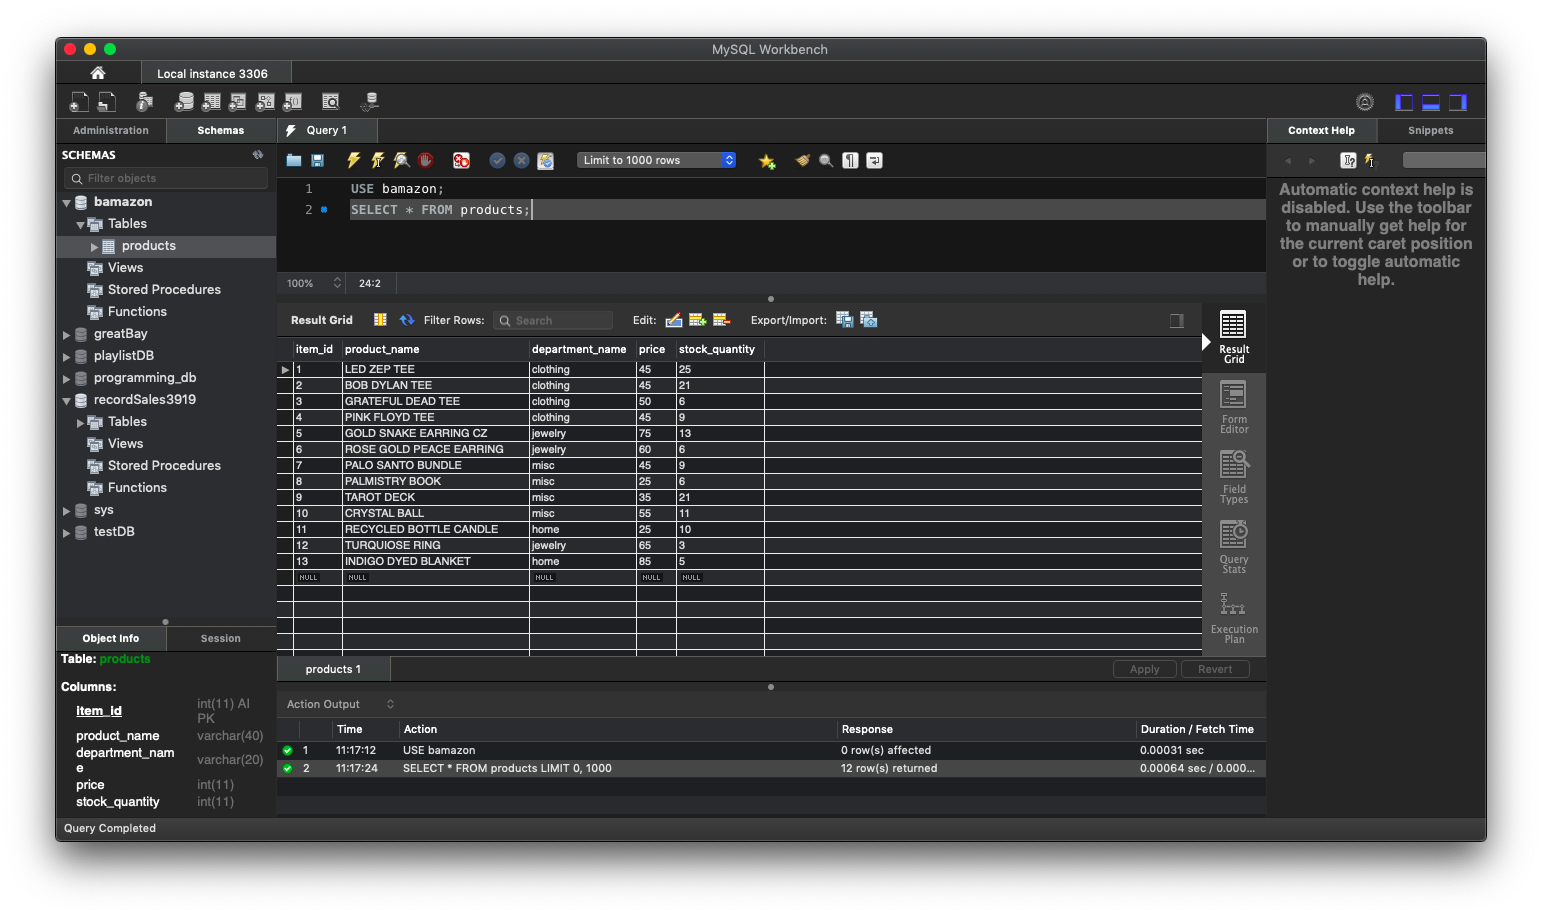 MySQL Workbench
Local instance 3306
Administration Schemas
Query 1
Context Help Snippets
SCHEMAS
Filter objects
Limit to 1000 rows
1 USE bamazon;
2 SELECT * FROM products;
Automatic context help is
disabled. Use the toolbar
to manually get help for
the current caret position
or to toggle automatic
help.
bamazon
Tables
products
Views
Stored Procedures
Functions
greatBay
playlistDB
programming_db
recordSales3919
Tables
Views
Stored Procedures
Functions
sys
testDB
100% 24:2
Result Grid Filter Rows: Search Edit: Export/Import:
item_id product_name department_name price stock_quantity
1 LED ZEP TEE clothing 45 25
2 BOB DYLAN TEE clothing 45 21
3 GRATEFUL DEAD TEE clothing 50 6
4 PINK FLOYD TEE clothing 45 9
5 GOLD SNAKE EARRING CZ jewelry 75 13
6 ROSE GOLD PEACE EARRING jewelry 60 6
7 PALO SANTO BUNDLE misc 45 9
8 PALMISTRY BOOK misc 25 6
9 TAROT DECK misc 35 21
10 CRYSTAL BALL misc 55 11
11 RECYCLED BOTTLE CANDLE home 25 10
12 TURQUIOSE RING jewelry 65 3
13 INDIGO DYED BLANKET home 85 5
NULL NULL NULL NULL NULL
Result
Grid
Form
Editor
Field
Types
Query
Stats
Execution
Plan
products 1
Apply Revert
Object Info Session
Table: products
Columns:
item_id int(11) AI
PK
product_name varchar(40)
department_nam
e varchar(20)
price int(11)
stock_quantity int(11)
Action Output
Time Action Response Duration / Fetch Time
1 11:17:12 USE bamazon 0 row(s) affected 0.00031 sec
2 11:17:24 SELECT * FROM products LIMIT 0, 1000 12 row(s) returned 0.00064 sec / 0.000...
Query Completed